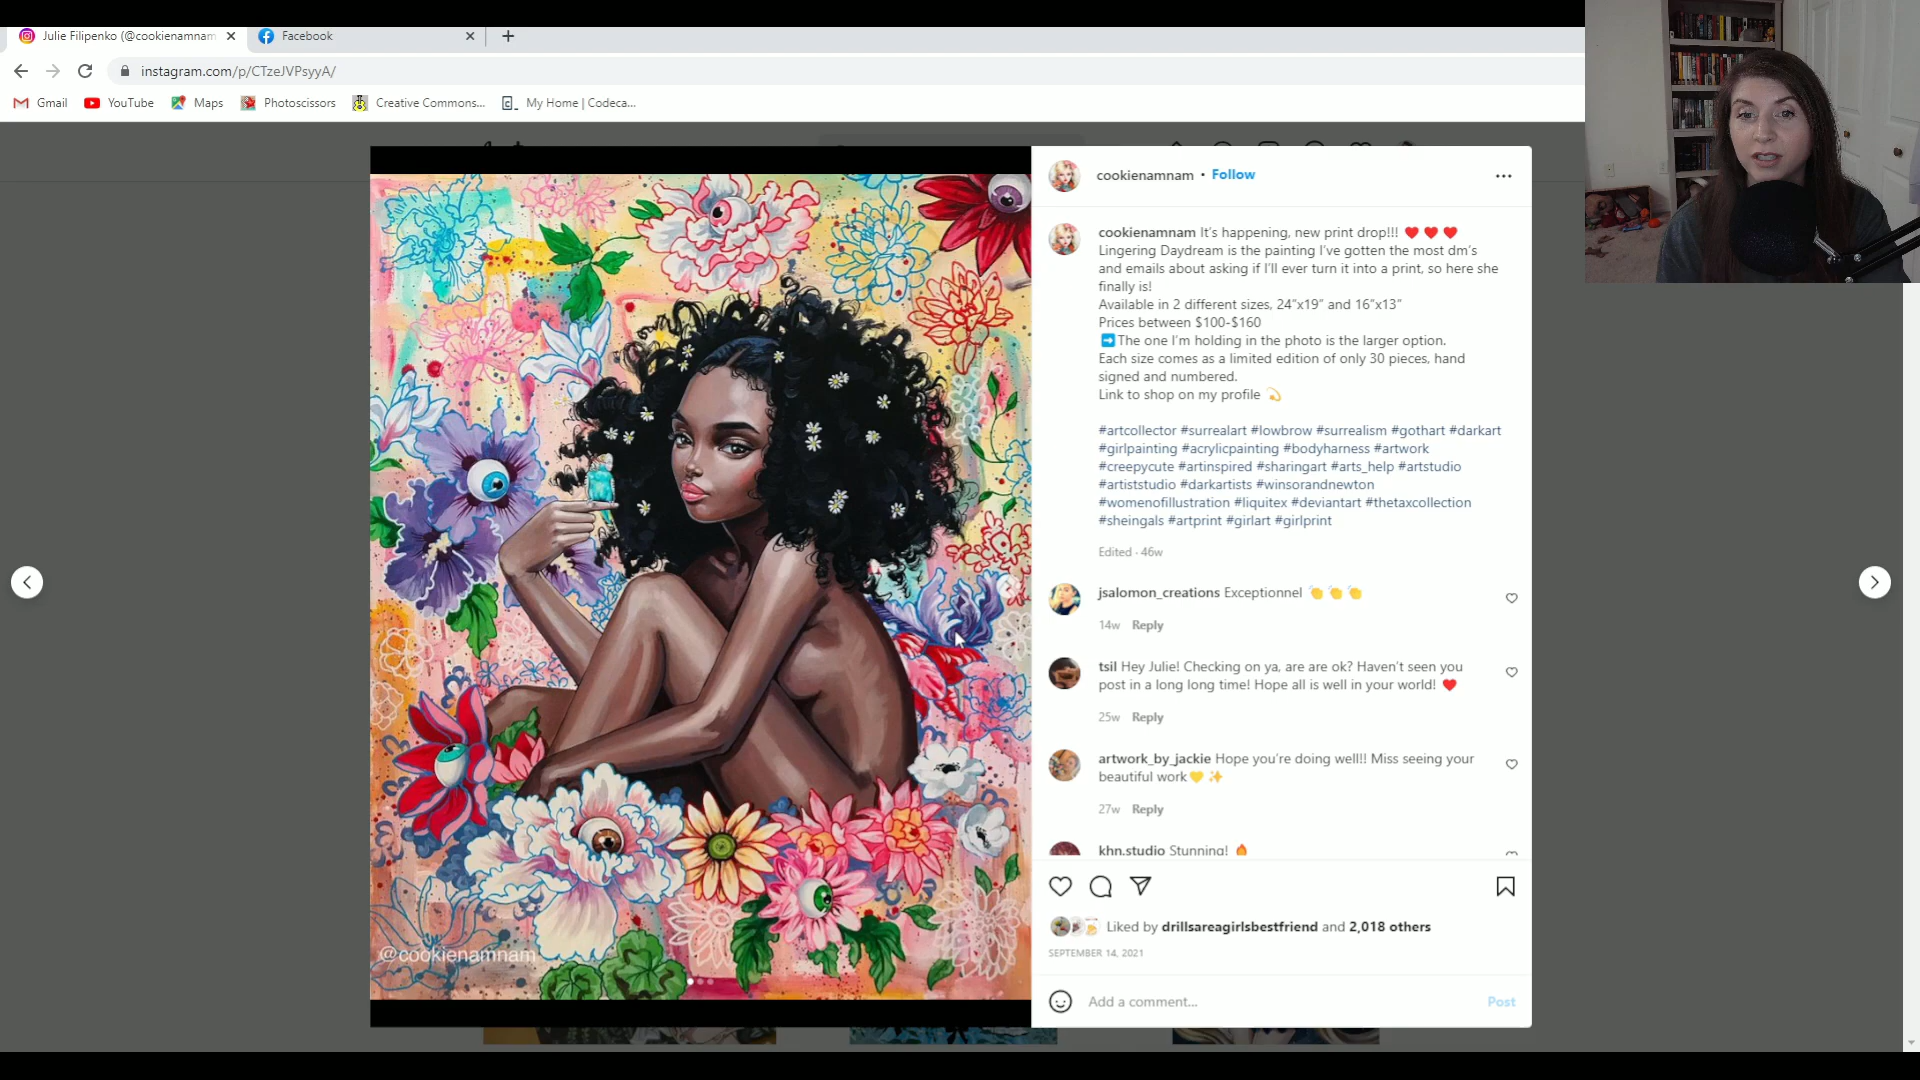 Julie Filipenko (@cookienamnam
Facebook
instagram.com/p/CTzeJVPsyyA/
Gmail
YouTube
Maps
Photoscissors
Creative Commons...
My Home | Codeca...
cookienamnam • Follow
cookienamnam It's happening, new print drop!!! ❤️ ❤️ ❤️
Lingering Daydream is the painting I've gotten the most dm's
and emails about asking if I'll ever turn it into a print, so here she
finally is!
Available in 2 different sizes, 24"x19" and 16"x13"
Prices between $100-$160
➡️The one I'm holding in the photo is the larger option.
Each size comes as a limited edition of only 30 pieces, hand
signed and numbered.
Link to shop on my profile 💫
#artcollector #surrealart #lowbrow #surrealism #gothart #darkart
#girlpainting #acrylicpainting #bodyharness #artwork
#creepycute #artinspired #sharingart #arts_help #artstudio
#artiststudio #darkartists #winsorandnewton
#womenofillustration #liquitex #deviantart #thetaxcollection
#sheingals #artprint #girlart #girlprint
Edited · 46w
jsalomon_creations Exceptionnel 👏 👏 👏
14w Reply
tsil Hey Julie! Checking on ya, are are ok? Haven't seen you
post in a long long time! Hope all is well in your world! ❤️
25w Reply
artwork_by_jackie Hope you're doing well!! Miss seeing your
beautiful work💛 ✨
27w Reply
khn.studio Stunning! 🔥
Liked by drillsareagirlsbestfriend and 2,018 others
SEPTEMBER 14, 2021
Add a comment...
Post
@cookienamnam